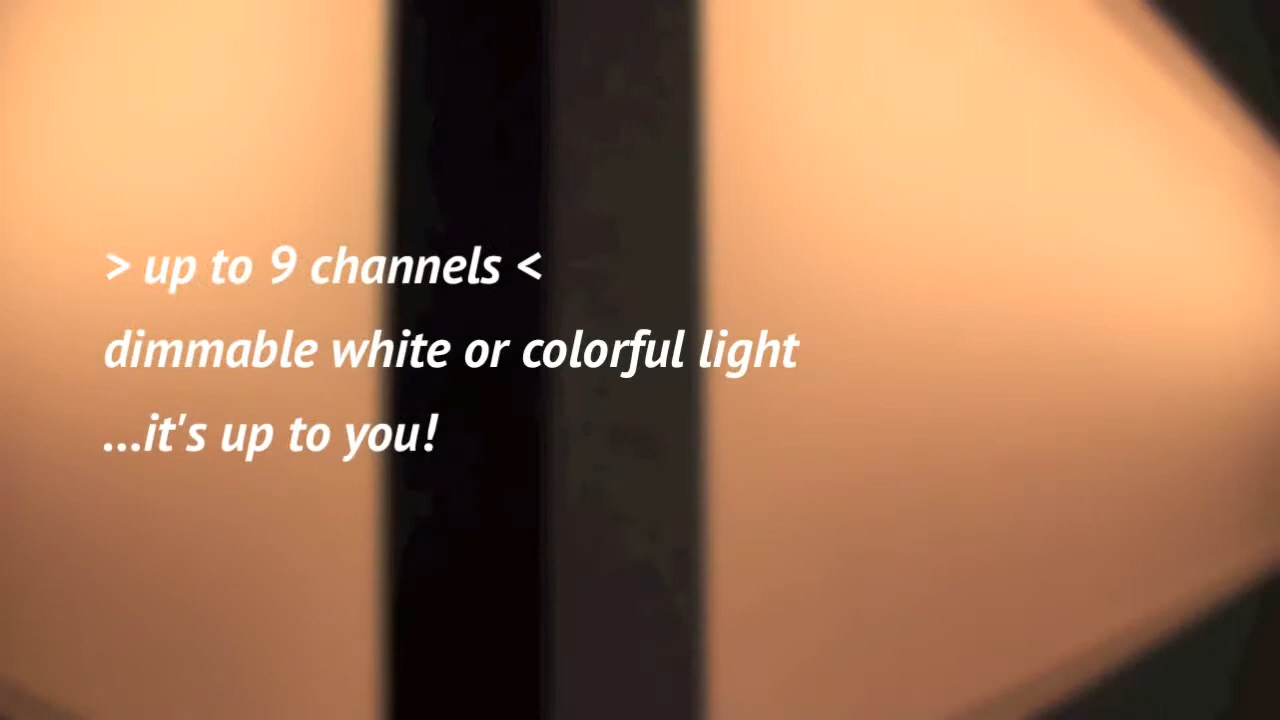 > up to 9 channels <
dimmable white or colorful light
...it's up to you!